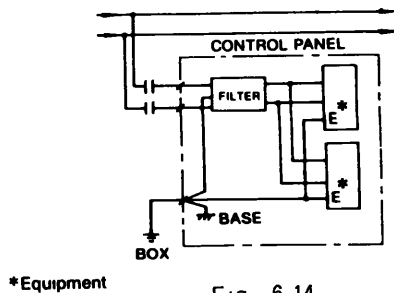 CONTROL PANEL
FILTER
*
E
*
E
BASE
BOX
*Equipment
Fig. 6-14